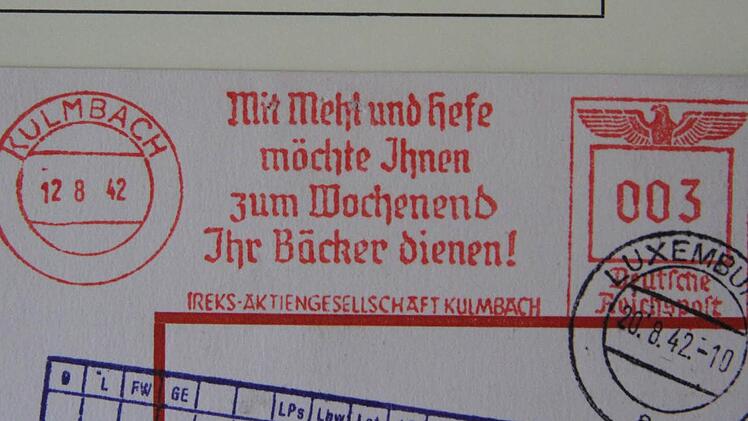 KULMBACH
12 8 42
Mit Mehl und Hefe
möchte Ihnen
zum Wochenend
Ihr Bäcker dienen!
IREKS-AKTIENGESELLSCHAFT KULMBACH
003
Deutsche
Reichspost
LUXEMBU
20.8.42.-10
L FW GE LPs Lbw